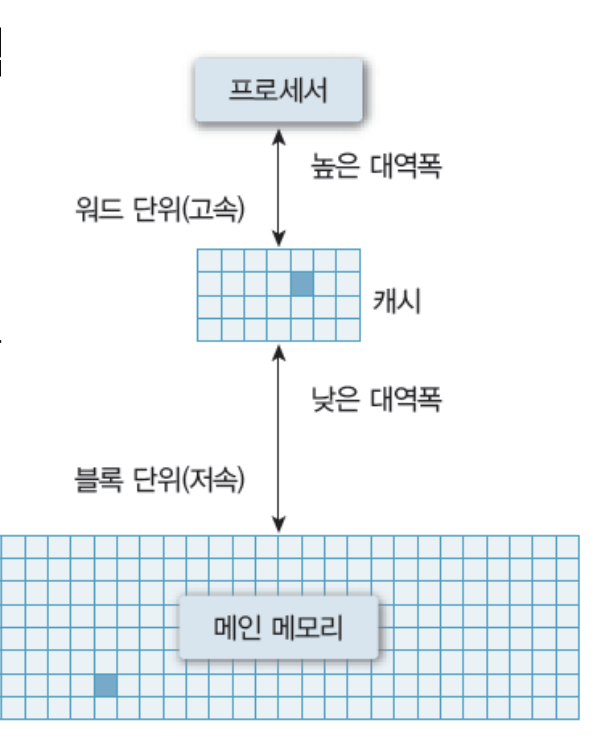 프로세서
높은 대역폭
워드 단위(고속)
캐시
낮은 대역폭
블록 단위(저속)
메인 메모리